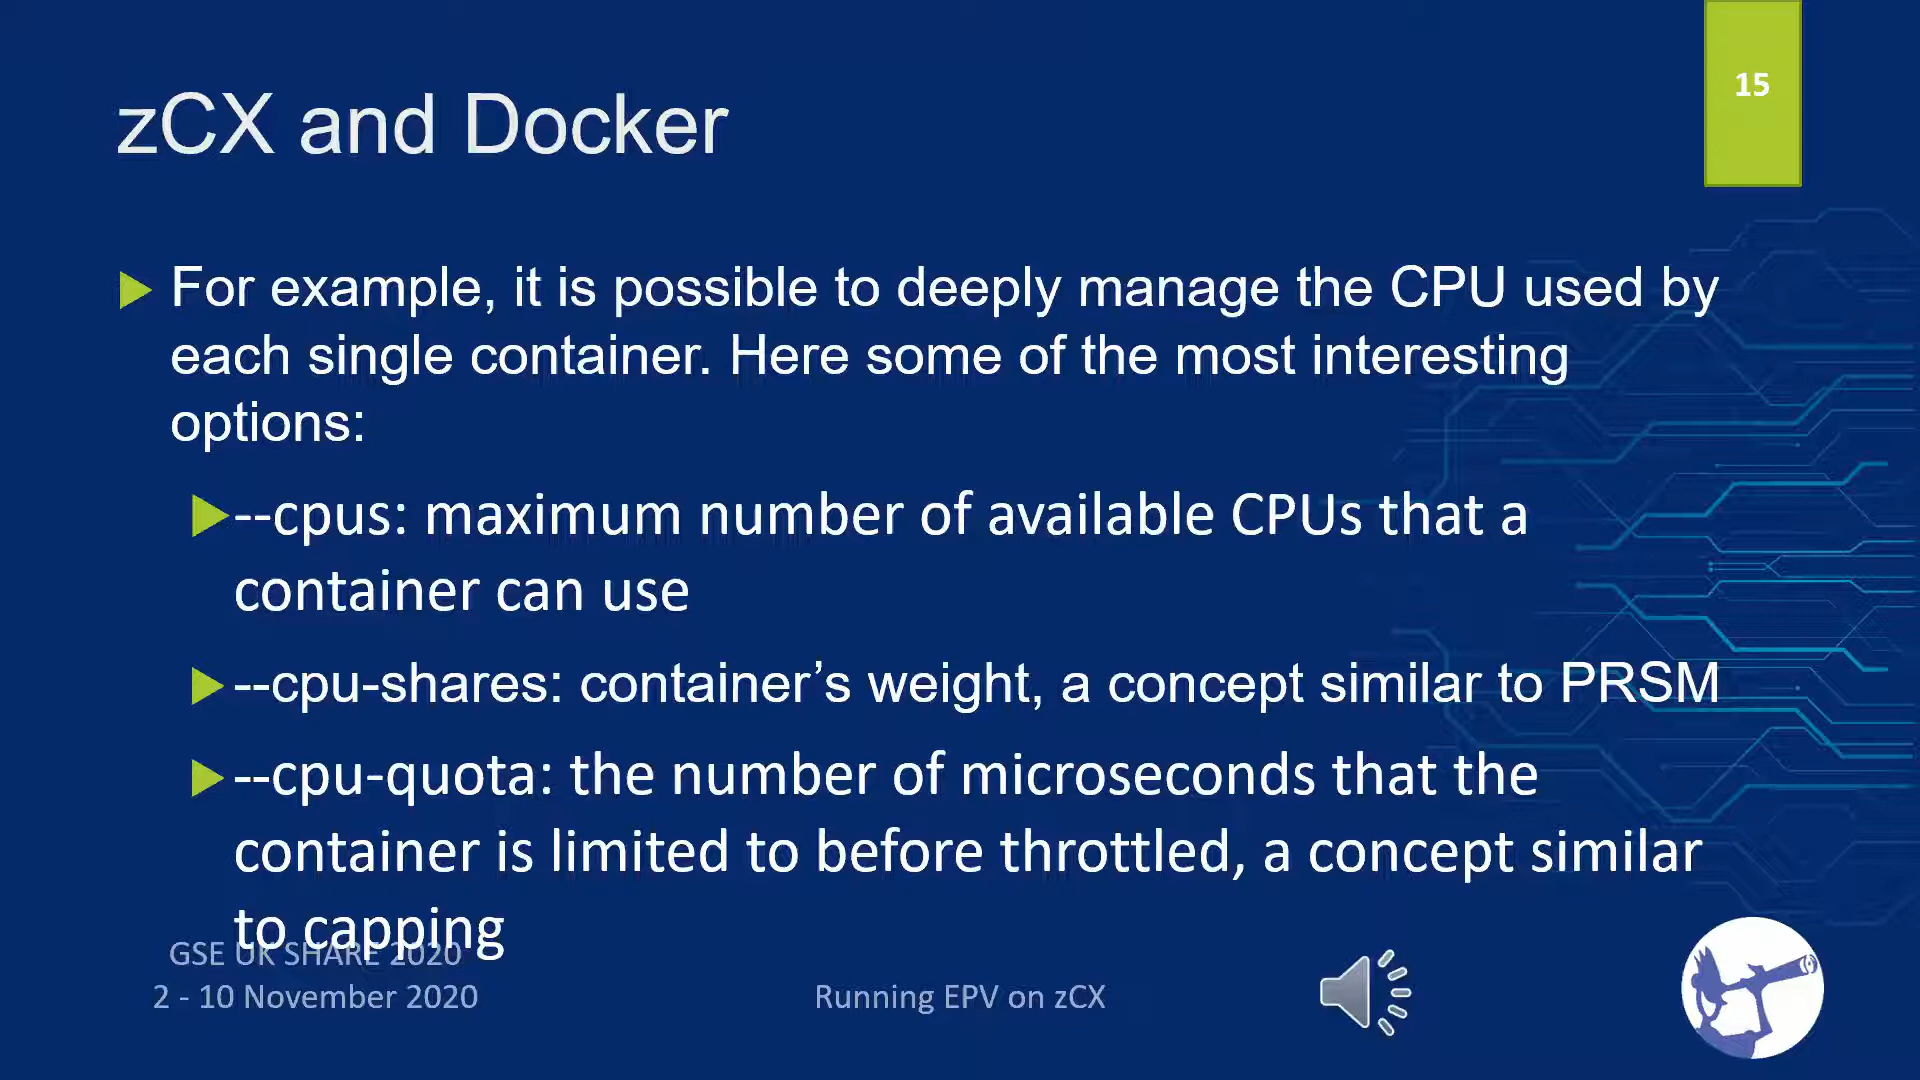 15
zCX and Docker
For example, it is possible to deeply manage the CPU used by
each single container. Here some of the most interesting
options:
--cpus: maximum number of available CPUs that a
container can use
--cpu-shares: container’s weight, a concept similar to PRSM
--cpu-quota: the number of microseconds that the
container is limited to before throttled, a concept similar
to capping
GSE UK SHARE 2020
2 - 10 November 2020
Running EPV on zCX